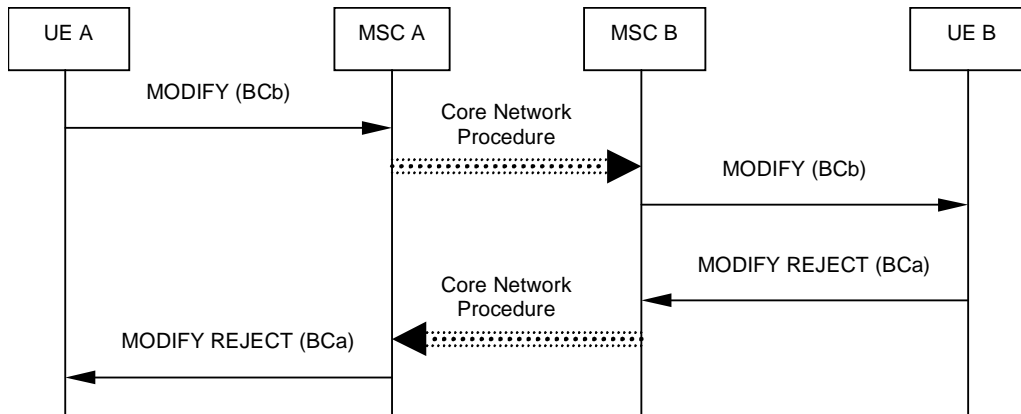 UE A
MSC A
MSC B
UE B
MODIFY (BCb)
Core Network
Procedure
MODIFY (BCb)
MODIFY REJECT (BCa)
Core Network
Procedure
MODIFY REJECT (BCa)